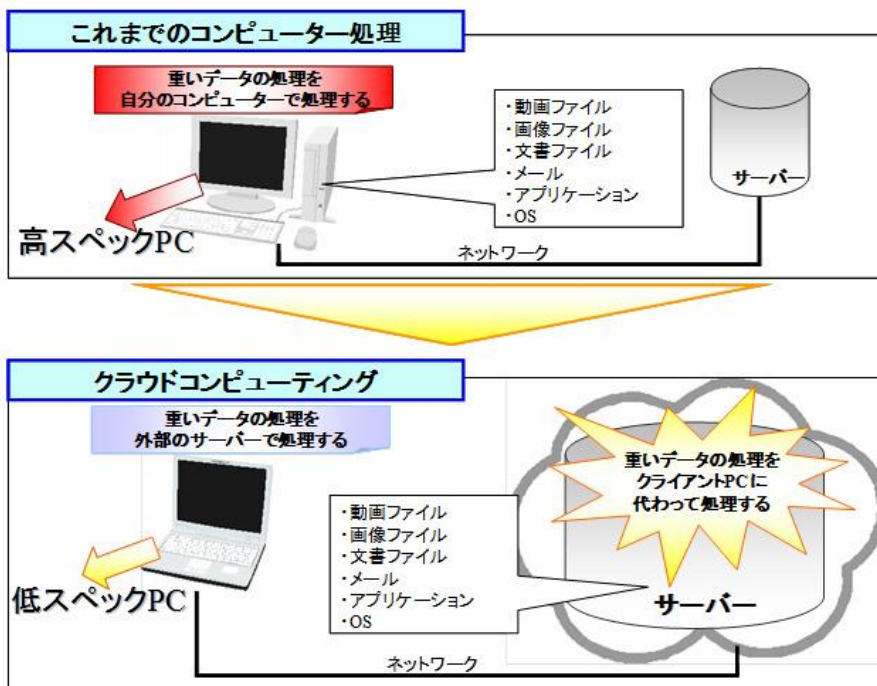 これまでのコンピューター処理
重いデータの処理を
自分のコンピューターで処理する
・動画ファイル
・画像ファイル
・文書ファイル
・メール
・アプリケーション
・OS
サーバー
高スペックPC
ネットワーク
クラウドコンピューティング
重いデータの処理を
外部のサーバーで処理する
重いデータの処理を
クライアントPCに
代わって処理する
・動画ファイル
・画像ファイル
・文書ファイル
・メール
・アプリケーション
・OS
サーバー
低スペックPC
ネットワーク